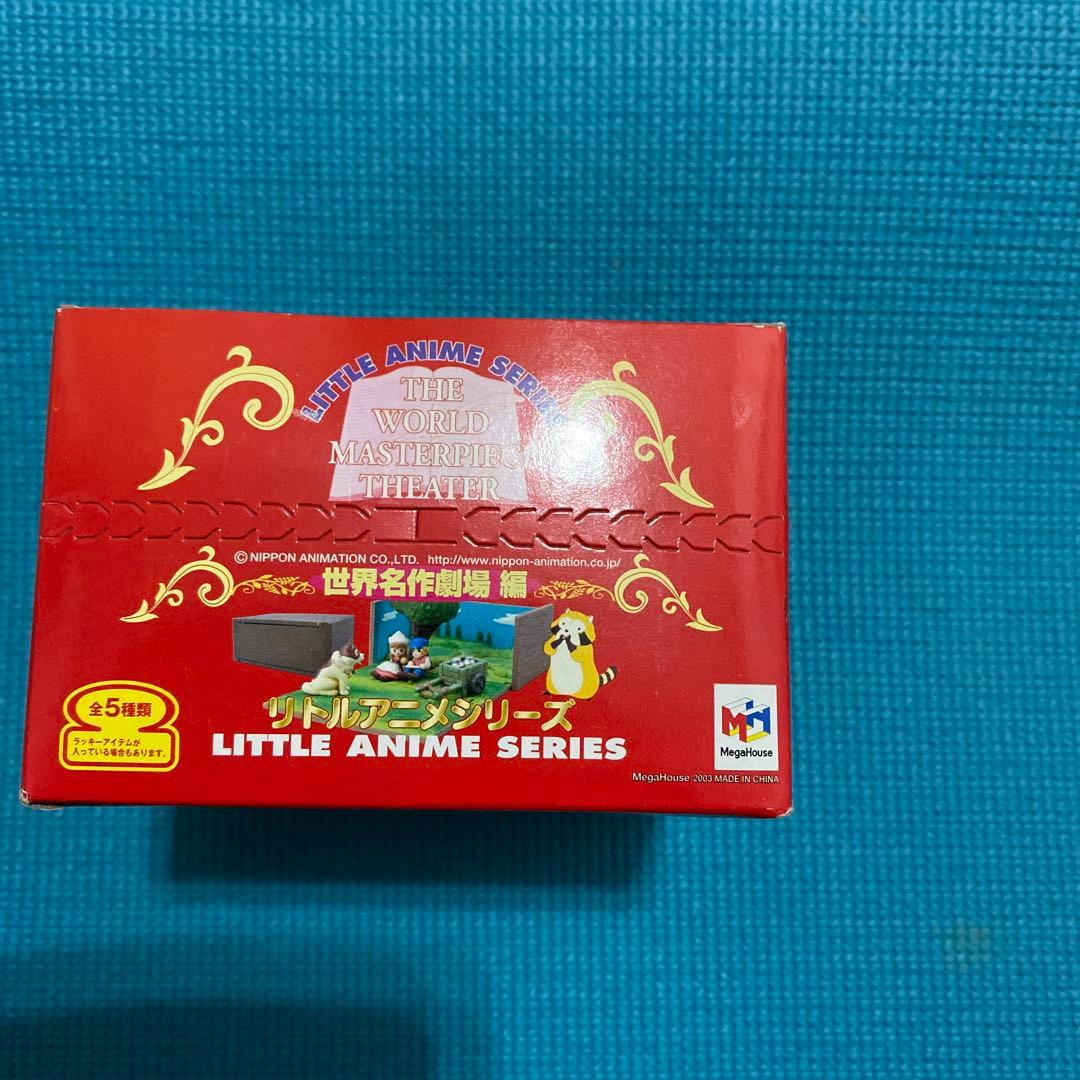 LITTLE ANIME SERIES
THE
WORLD
MASTERPIECE
THEATER
© NIPPON ANIMATION CO.,LTD. http://www.nippon-animation.co.jp/
世界名作劇場 編
全5種類
ラッキーアイテムが
入っている場合もあります。
リトルアニメシリーズ
LITTLE ANIME SERIES
MH
MegaHouse
MegaHouse 2003 MADE IN CHINA